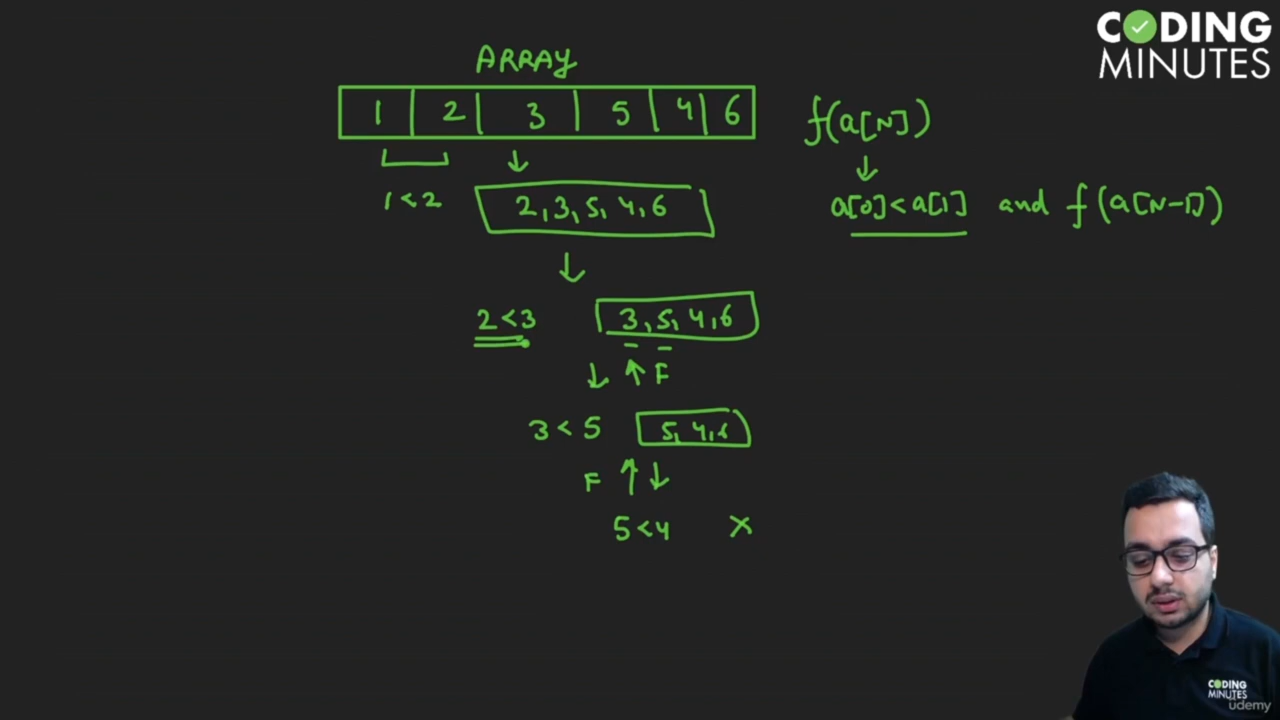 CODING
MINUTES
ARRAY
1 | 2 | 3 | 5 | 4 | 6
f(a[N])
1 < 2
2, 3, 5, 4, 6
a[0] < a[1] and f(a[N-1])
2 < 3
3, 5, 4, 6
F
3 < 5
5, 4, 6
F
5 < 4 X
CODING
MINUTES
udemy